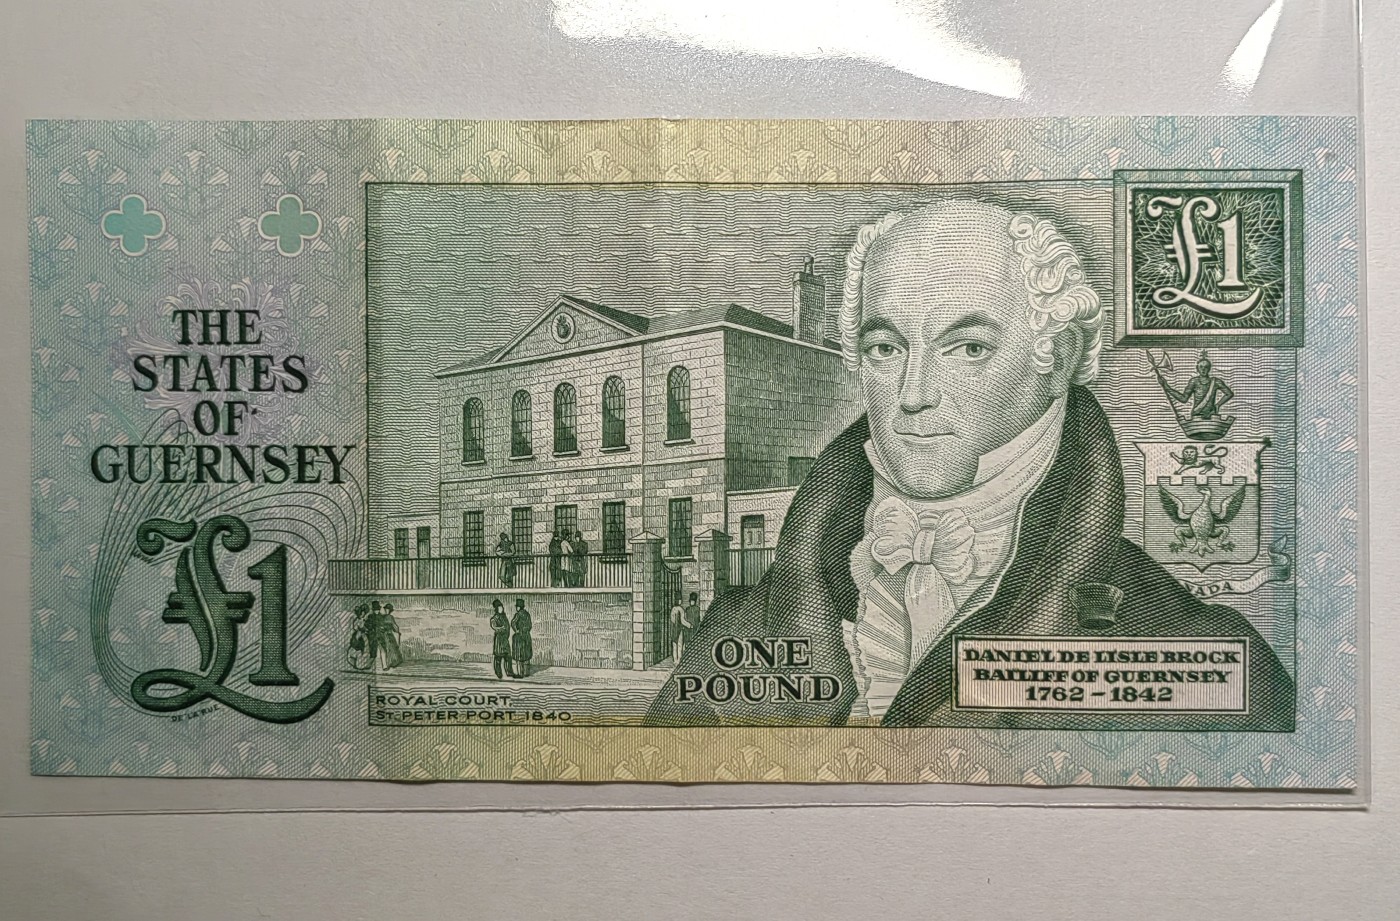 THE
STATES
OF
GUERNSEY
£1
DE LA RUE
ROYAL COURT,
ST. PETER PORT 1840
ONE
POUND
£1
DANIEL DE LISLE BROCK
BAILIFF OF GUERNSEY
1762 – 1842